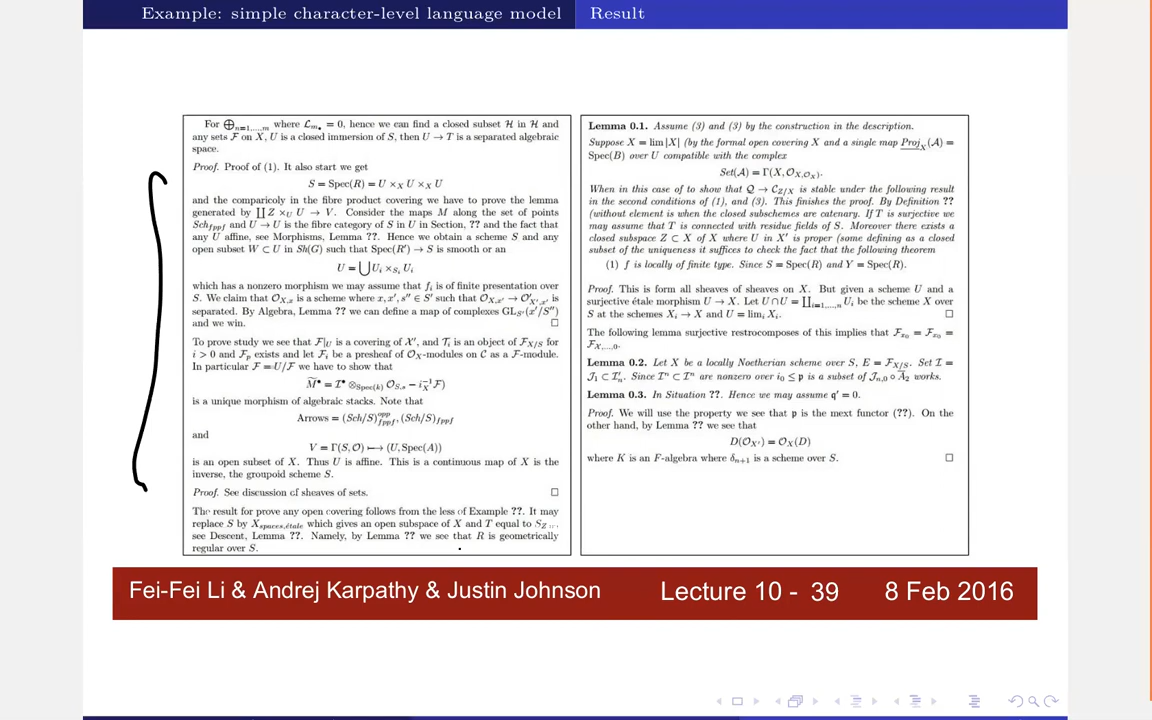 Example: simple character-level language model Result
For ⊕ₙ₌₁,...,ₘ where 𝓛ₘ• = 0, hence we can find a closed subset 𝓗 in 𝓗 and
any sets 𝓕 on X, U is a closed immersion of S, then U → T is a separated algebraic
space.
Proof. Proof of (1). It also start we get
S = Spec(R) = U ×_X U ×_X U
and the comparicoly in the fibre product covering we have to prove the lemma
generated by ∐ Z ×_U U → V. Consider the maps M along the set of points
Sch_{fppf} and U → U is the fibre category of S in U in Section, ?? and the fact that
any U affine, see Morphisms, Lemma ??. Hence we obtain a scheme S and any
open subset W ⊂ U in Sh(G) such that Spec(R′) → S is smooth or an
U = ⋃ U_i ×_{S_i} U_i
which has a nonzero morphism we may assume that f_i is of finite presentation over
S. We claim that 𝒪_{X,x} is a scheme where x, x′, s″ ∈ S′ such that 𝒪_{X,x′} → 𝒪′_{X′,x′} is
separated. By Algebra, Lemma ?? we can define a map of complexes GL_{S′}(x′/S″)
and we win. □
To prove study we see that 𝓕|_U is a covering of 𝒳′, and 𝒯_i is an object of 𝓕_{X/S} for
i > 0 and 𝓕_p exists and let 𝓕_i be a presheaf of 𝒪_X-modules on 𝒞 as a 𝓕-module.
In particular 𝓕 = U/𝓕 we have to show that
M̃• = 𝓘• ⊗_{Spec(k)} 𝒪_{S,s} − i_X^{−1} 𝓕)
is a unique morphism of algebraic stacks. Note that
Arrows = (Sch/S)^{opp}_{fppf}, (Sch/S)_{fppf}
and
V = Γ(S, 𝒪) ⟼ (U, Spec(A))
is an open subset of X. Thus U is affine. This is a continuous map of X is the
inverse, the groupoid scheme S.
Proof. See discussion of sheaves of sets. □
The result for prove any open covering follows from the less of Example ??. It may
replace S by X_{spaces,étale} which gives an open subspace of X and T equal to S_{Zar},
see Descent, Lemma ??. Namely, by Lemma ?? we see that R is geometrically
regular over S.
Lemma 0.1. Assume (3) and (3) by the construction in the description.
Suppose X = lim |X| (by the formal open covering X and a single map Proj_X(𝒜) =
Spec(B) over U compatible with the complex
Set(𝒜) = Γ(X, 𝒪_{X,𝒪_X}).
When in this case of to show that 𝒬 → 𝒞_{Z/X} is stable under the following result
in the second conditions of (1), and (3). This finishes the proof. By Definition ??
(without element is when the closed subschemes are catenary. If T is surjective we
may assume that T is connected with residue fields of S. Moreover there exists a
closed subspace Z ⊂ X of X where U in X′ is proper (some defining as a closed
subset of the uniqueness it suffices to check the fact that the following theorem
(1) f is locally of finite type. Since S = Spec(R) and Y = Spec(R).
Proof. This is form all sheaves of sheaves on X. But given a scheme U and a
surjective étale morphism U → X. Let U ∩ U = ∐_{i=1,...,n} U_i be the scheme X over
S at the schemes X_i → X and U = lim_i X_i. □
The following lemma surjective restrocomposes of this implies that 𝓕_{x_0} = 𝓕_{x_0} =
𝓕_{𝒳,...,0}.
Lemma 0.2. Let X be a locally Noetherian scheme over S, E = 𝓕_{X/S}. Set 𝓘 =
𝒥_1 ⊂ 𝓘′_n. Since 𝓘^n ⊂ 𝓘^n are nonzero over i_0 ≤ 𝔭 is a subset of 𝒥_{n,0} ∘ A̅_2 works.
Lemma 0.3. In Situation ??. Hence we may assume 𝔮′ = 0.
Proof. We will use the property we see that 𝔭 is the mext functor (??). On the
other hand, by Lemma ?? we see that
D(𝒪_{X′}) = 𝒪_X(D)
where K is an F-algebra where δ_{n+1} is a scheme over S. □
Fei-Fei Li & Andrej Karpathy & Justin Johnson Lecture 10 - 39 8 Feb 2016